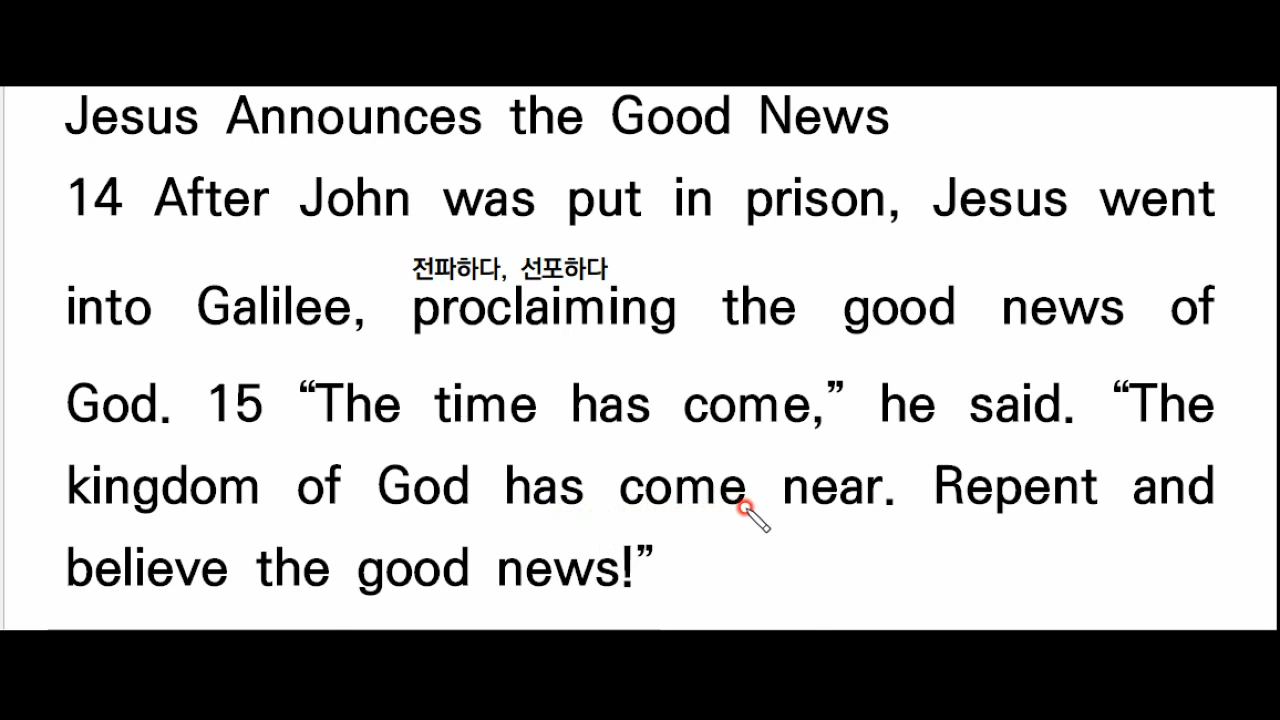 Jesus Announces the Good News
14 After John was put in prison, Jesus went
전파하다, 선포하다
into Galilee, proclaiming the good news of
God. 15 “The time has come,” he said. “The
kingdom of God has come near. Repent and
believe the good news!”